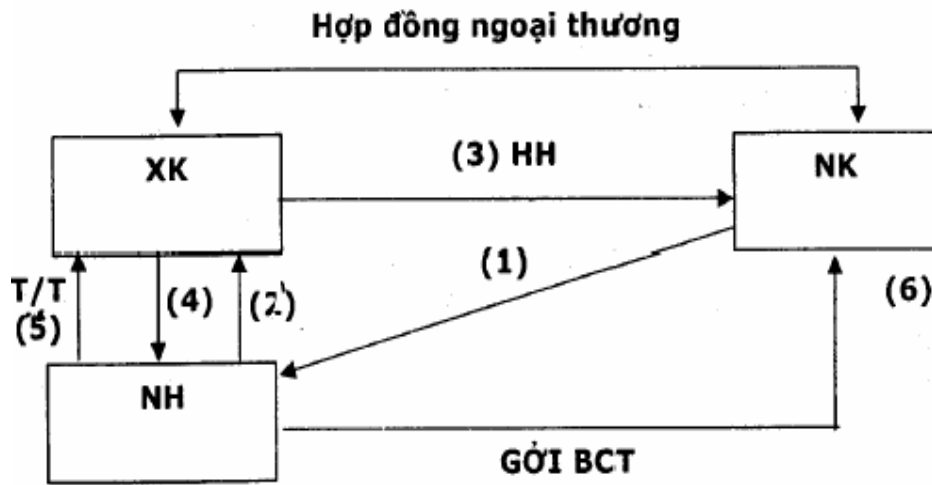 Hợp đồng ngoại thương
XK
(3) HH
NK
(1)
T/T
(5)
(4)
(2)
(6)
NH
GỞI BCT